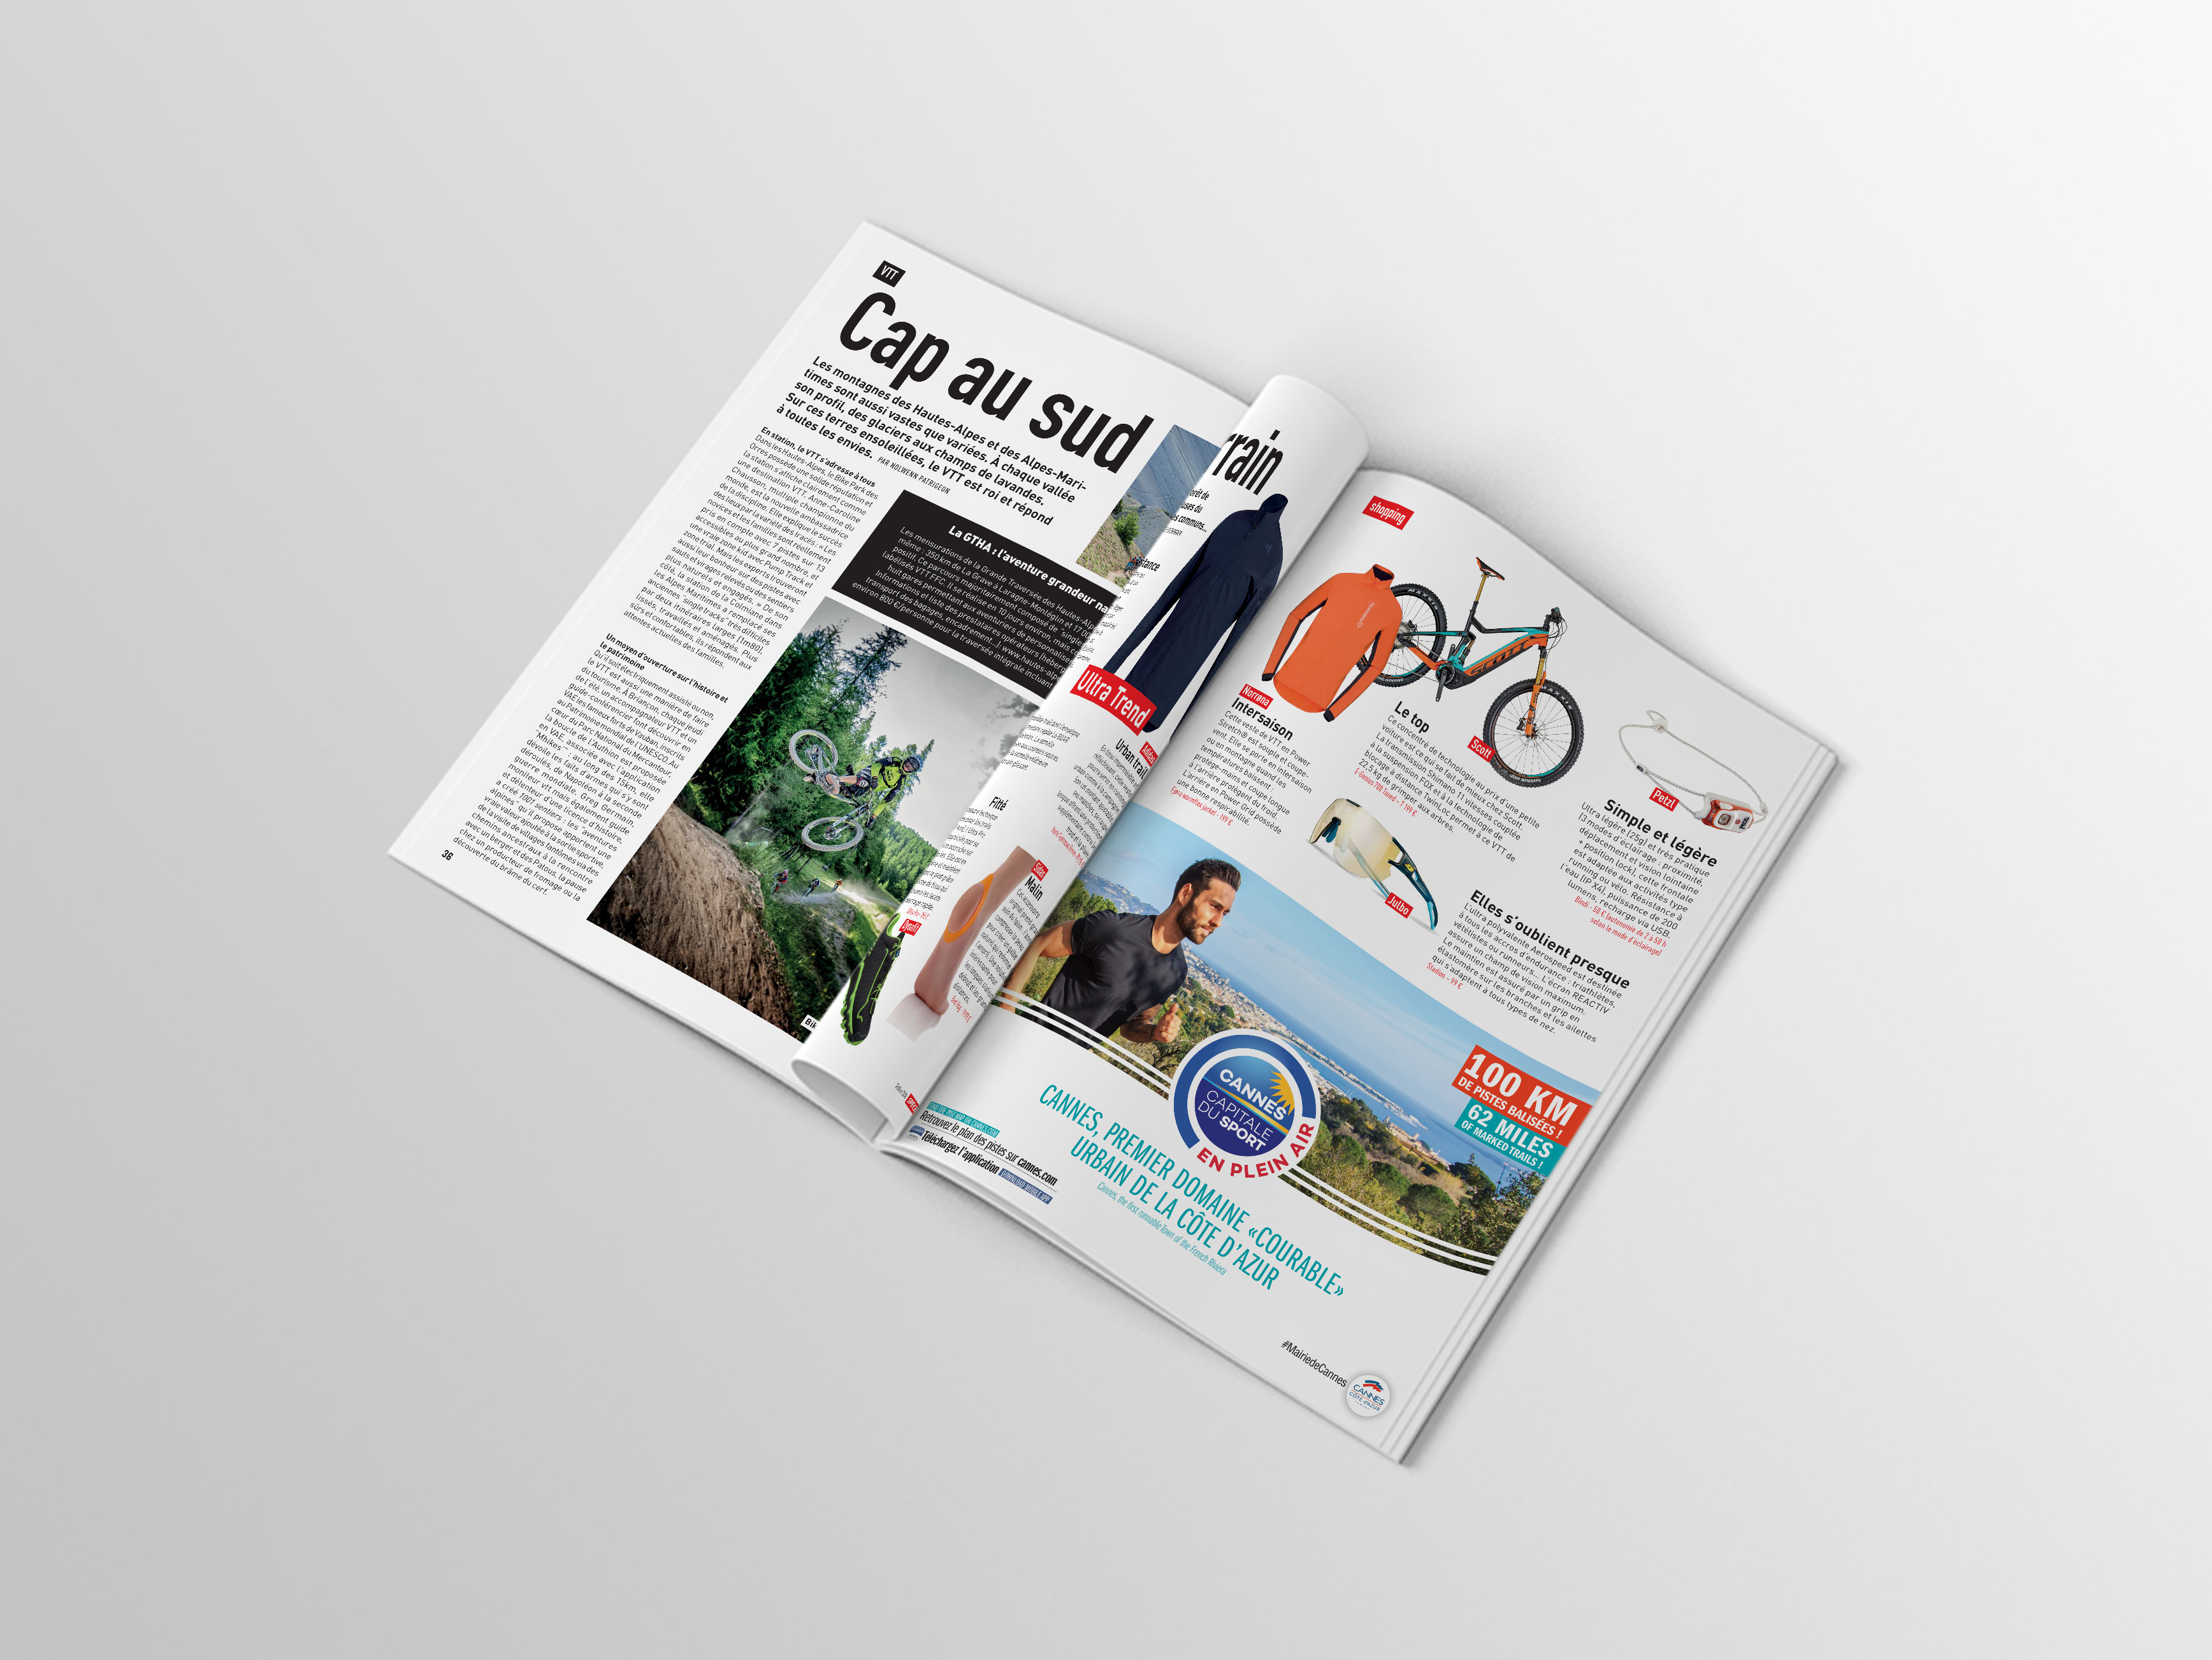 VTT
Cap au sud
Les montagnes des Hautes-Alpes et des Alpes-Mari-
times sont aussi vastes que variées. À chaque vallée
son profil, des glaciers aux champs de lavandes.
Sur ces terres ensoleillées, le VTT est roi et répond
à toutes les envies. PAR NOLWENN PATRIGEON
En station, le VTT s'adresse à tous
Dans les Hautes-Alpes, le Bike Park des
Orres possède une solide réputation et
la station s'affiche clairement comme
une destination VTT. Anne-Caroline
Chausson, multiple championne du
monde, est la nouvelle ambassadrice
de la discipline. Elle explique le succès
des lieux par la variété des tracés : « Les
novices et les familles sont réellement
pris en compte avec 7 pistes sur 13
accessibles au plus grand nombre, et
une vraie zone kid avec Pump Track et
zone trial. Mais les experts trouveront
aussi leur bonheur sur des pistes avec
sauts et virages relevés ou des sentiers
plus naturels et engagés. » De son
côté, la station de la Colmiane dans
les Alpes Maritimes a remplacé ses
anciennes "single tracks" très difficiles
par deux itinéraires larges (1m80),
lissés, travaillés et aménagés. Plus
sûrs et confortables, ils répondent aux
attentes actuelles des familles.
Un moyen d'ouverture sur l'histoire et
le patrimoine
Qu'il soit électriquement assisté ou non,
le VTT est aussi une manière de faire
du tourisme. À Briançon, chaque jeudi
de l'été, un accompagnateur VTT et un
guide-conférencier font découvrir en
VAE les fameux forts de Vauban, inscrits
au Patrimoine mondial de l'UNESCO. Au
cœur du Parc National du Mercantour,
la boucle de l'Authion est proposée
en VAE, associée avec l'application
"Mhikes" : au long des 15km, elle
dévoile les faits d'armes qui s'y sont
déroulés, de Napoléon à la seconde
guerre mondiale. Greg Germain,
moniteur vtt mais également guide
et détenteur d'une licence d'histoire,
a créé 1001 sentiers : les "aventures
alpines" qu'il propose apportent une
vraie valeur ajoutée à la sortie sportive,
de la visite de villages fantômes via des
chemins ancestraux à la rencontre
avec un berger et des Patous, la pause
chez un producteur de fromage ou la
découverte du brâme du cerf.
36
La GTHA : l'aventure grandeur na
Les mensurations de la Grande Traversée des Hautes-Alp
même : 350 km de La Grave à Laragne-Montéglin et 17 00
positif. Ce parcours majoritairement composé de "single
labélisés VTT FFC. Il se réalise en 10 jours environ, mais c
huit gares permettant aux aventuriers de personnalise
Informations et liste des prestataires opérateurs (héberg
transport des bagages, encadrement...): www.hautes-alp
environ 800 €/personne pour la traversée intégrale incluant
Bik
rrain
orêt de
uses du
s communs...
Ultra Trend
Adidas
Urban trail
Fitté
Dynafit
Sidas
Malin
shopping
Norrøna
Intersaison
Cette veste de VTT en Power
Stretch® est souple et coupe-
vent. Elle se porte en intersaison
ou en montagne quand les
températures baissent : les
protège-mains et coupe longue
à l'arrière protègent du froid.
L'arrière en Power Grid possède
une bonne respirabilité.
Fjørå warmflex jacket - 199 €
SCOTT
Scott
Le top
Ce concentré de technologie au prix d'une petite
voiture est ce qui se fait de mieux chez Scott.
La transmission Shimano 11 vitesses couplée
à la suspension FOX et à la technologie de
blocage à distance TwinLoc permet à ce VTT de
22,5 kg de grimper aux arbres.
E-Genius 700 Tuned - 7 199 €
Petzl
Simple et légère
Ultra légère (25g) et très pratique
(3 modes d'éclairage : proximité,
déplacement et vision lointaine
+ position lock), cette frontale
est adaptée aux activités type
running ou vélo. Résistance à
l'eau (IP X4), puissance de 200
lumens, recharge via USB.
Bindi - 50 € (autonomie de 2 à 50 h
selon le mode d'éclairage)
Julbo
Elles s'oublient presque
L'ultra polyvalente Aerospeed est destinée
à tous les accros d'endurance : triathlètes,
vététistes ou runneurs... L'écran REACTIV
assure un champ de vision maximum.
Le maintien est assuré par un grip en
élastomère sur les branches et les ailettes
qui s'adaptent à tous types de nez.
Stadion - 99 €
100 KM
DE PISTES BALISÉES !
62 MILES
OF MARKED TRAILS !
CANNES
CAPITALE
DU SPORT
EN PLEIN AIR
CANNES, PREMIER DOMAINE «COURABLE»
URBAIN DE LA CÔTE D'AZUR
Cannes, the first runnable Town of the French Riviera
Retrouvez le plan des pistes sur cannes.com
Téléchargez l'application DOWNLOAD MOBILE APP
#MairiedeCannes
CANNES
CÔTE D'AZUR